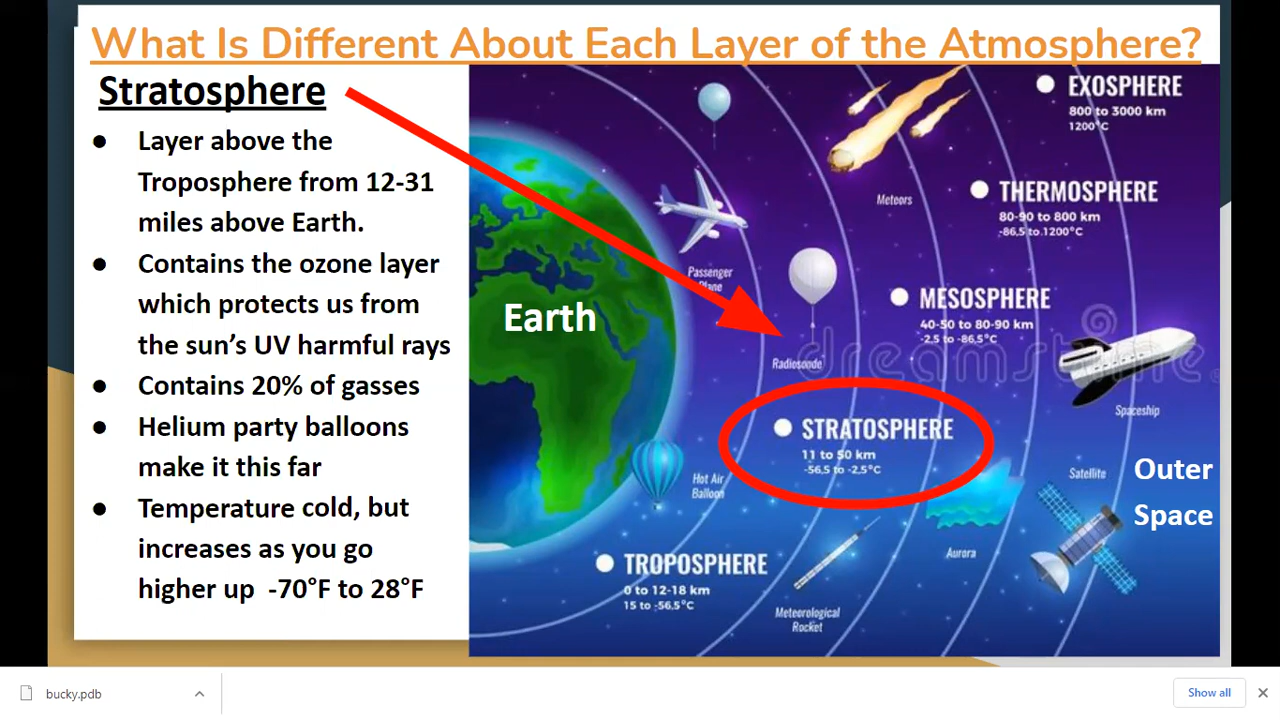 What Is Different About Each Layer of the Atmosphere?
Stratosphere
● Layer above the
Troposphere from 12-31
miles above Earth.
● Contains the ozone layer
which protects us from
the sun's UV harmful rays
● Contains 20% of gasses
● Helium party balloons
make it this far
● Temperature cold, but
increases as you go
higher up -70°F to 28°F
EXOSPHERE
800 to 3000 km
1200°C
THERMOSPHERE
80-90 to 800 km
-86,5 to 1200°C
Meteors
Passenger
Plane
MESOSPHERE
40-50 to 80-90 km
-2,5 to -86,5°C
Earth
Radiosonde
dreamstime
Spaceship
STRATOSPHERE
11 to 50 km
-56,5 to -2,5°C
Hot Air
Balloon
Satellite
Outer
Space
Aurora
TROPOSPHERE
0 to 12-18 km
15 to -56,5°C
Meteorological
Rocket
bucky.pdb
Show all